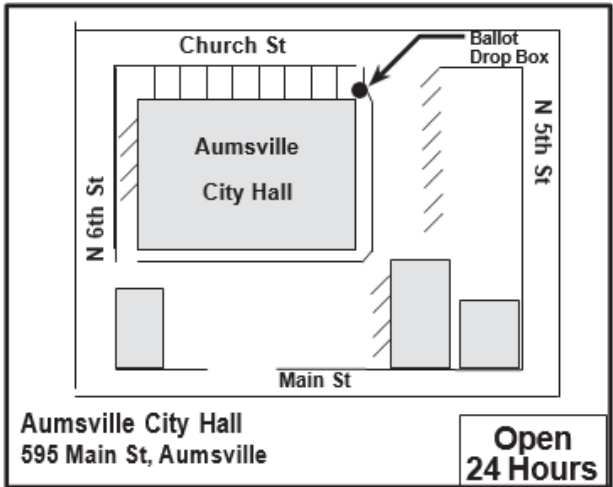 Church St
Ballot
Drop Box
Aumsville
City Hall
N 6th St
N 5th St
Main St
Aumsville City Hall
595 Main St, Aumsville
Open
24 Hours